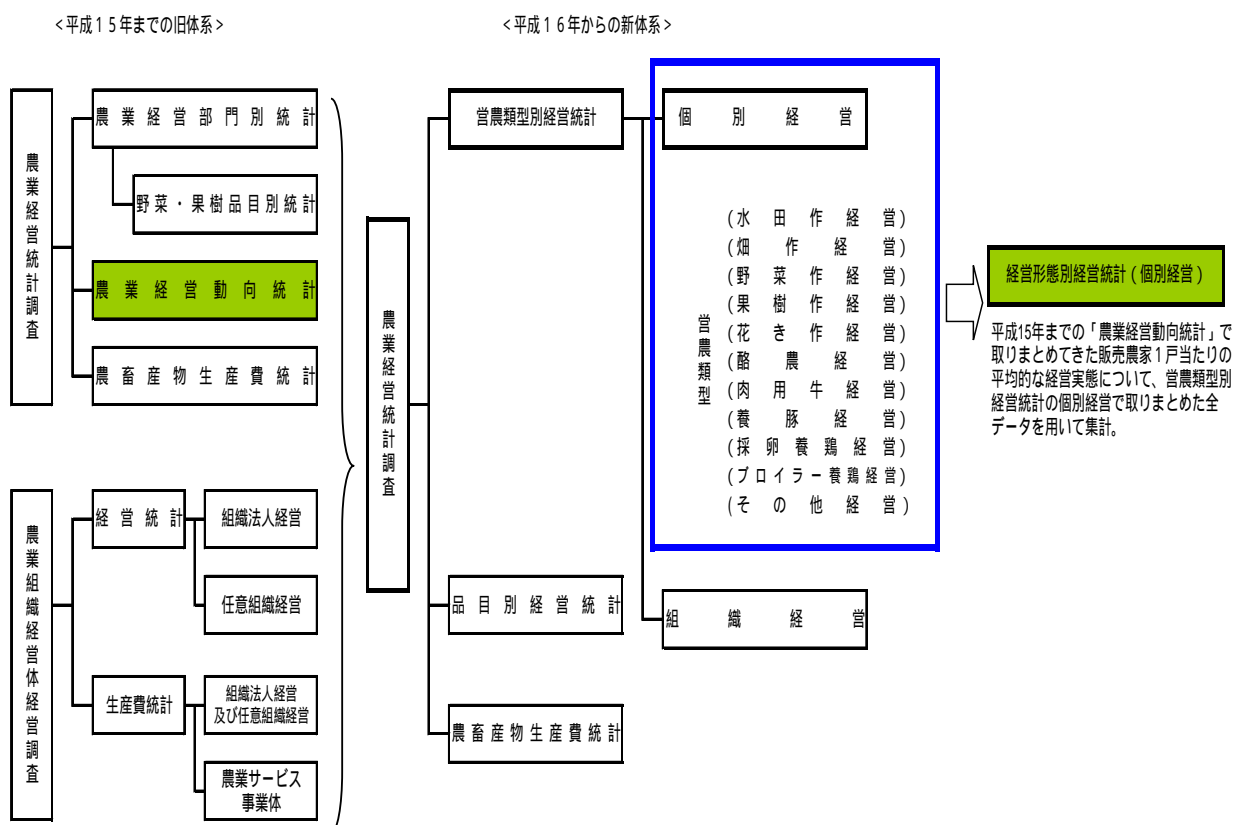 <平成15年までの旧体系>
<平成16年からの新体系>
農業経営統計調査
農業経営部門別統計
野菜・果樹品目別統計
農業経営動向統計
農畜産物生産費統計
農業組織経営体経営調査
経営統計
組織法人経営
任意組織経営
生産費統計
組織法人経営
及び任意組織経営
農業サービス
事業体
農業経営統計調査
営農類型別経営統計
品目別経営統計
農畜産物生産費統計
個別経営
営農類型
(水田作経営)
(畑作経営)
(野菜作経営)
(果樹作経営)
(花き作経営)
(酪農経営)
(肉用牛経営)
(養豚経営)
(採卵養鶏経営)
(ブロイラー養鶏経営)
(その他経営)
組織経営
経営形態別経営統計(個別経営)
平成15年までの「農業経営動向統計」で
取りまとめてきた販売農家1戸当たりの
平均的な経営実態について、営農類型別
経営統計の個別経営で取りまとめた全
データを用いて集計。